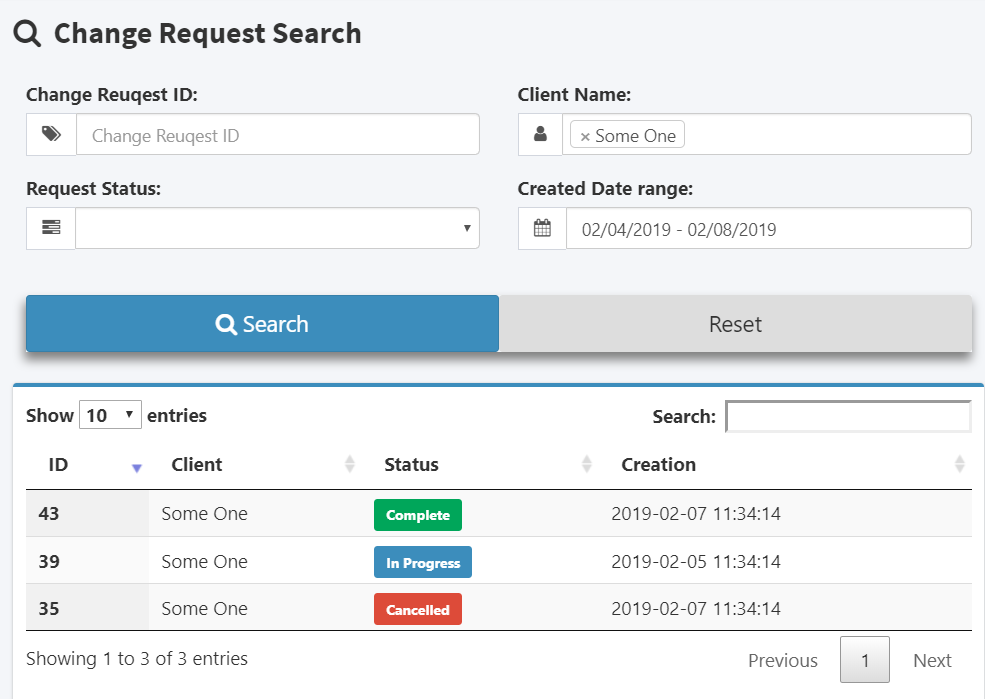 Change Request Search
Change Reuqest ID:
Change Reuqest ID
Client Name:
× Some One
Request Status:
Created Date range:
02/04/2019 - 02/08/2019
Search
Reset
Show 10 entries
Search:
ID Client Status Creation
43 Some One Complete 2019-02-07 11:34:14
39 Some One In Progress 2019-02-05 11:34:14
35 Some One Cancelled 2019-02-07 11:34:14
Showing 1 to 3 of 3 entries
Previous 1 Next